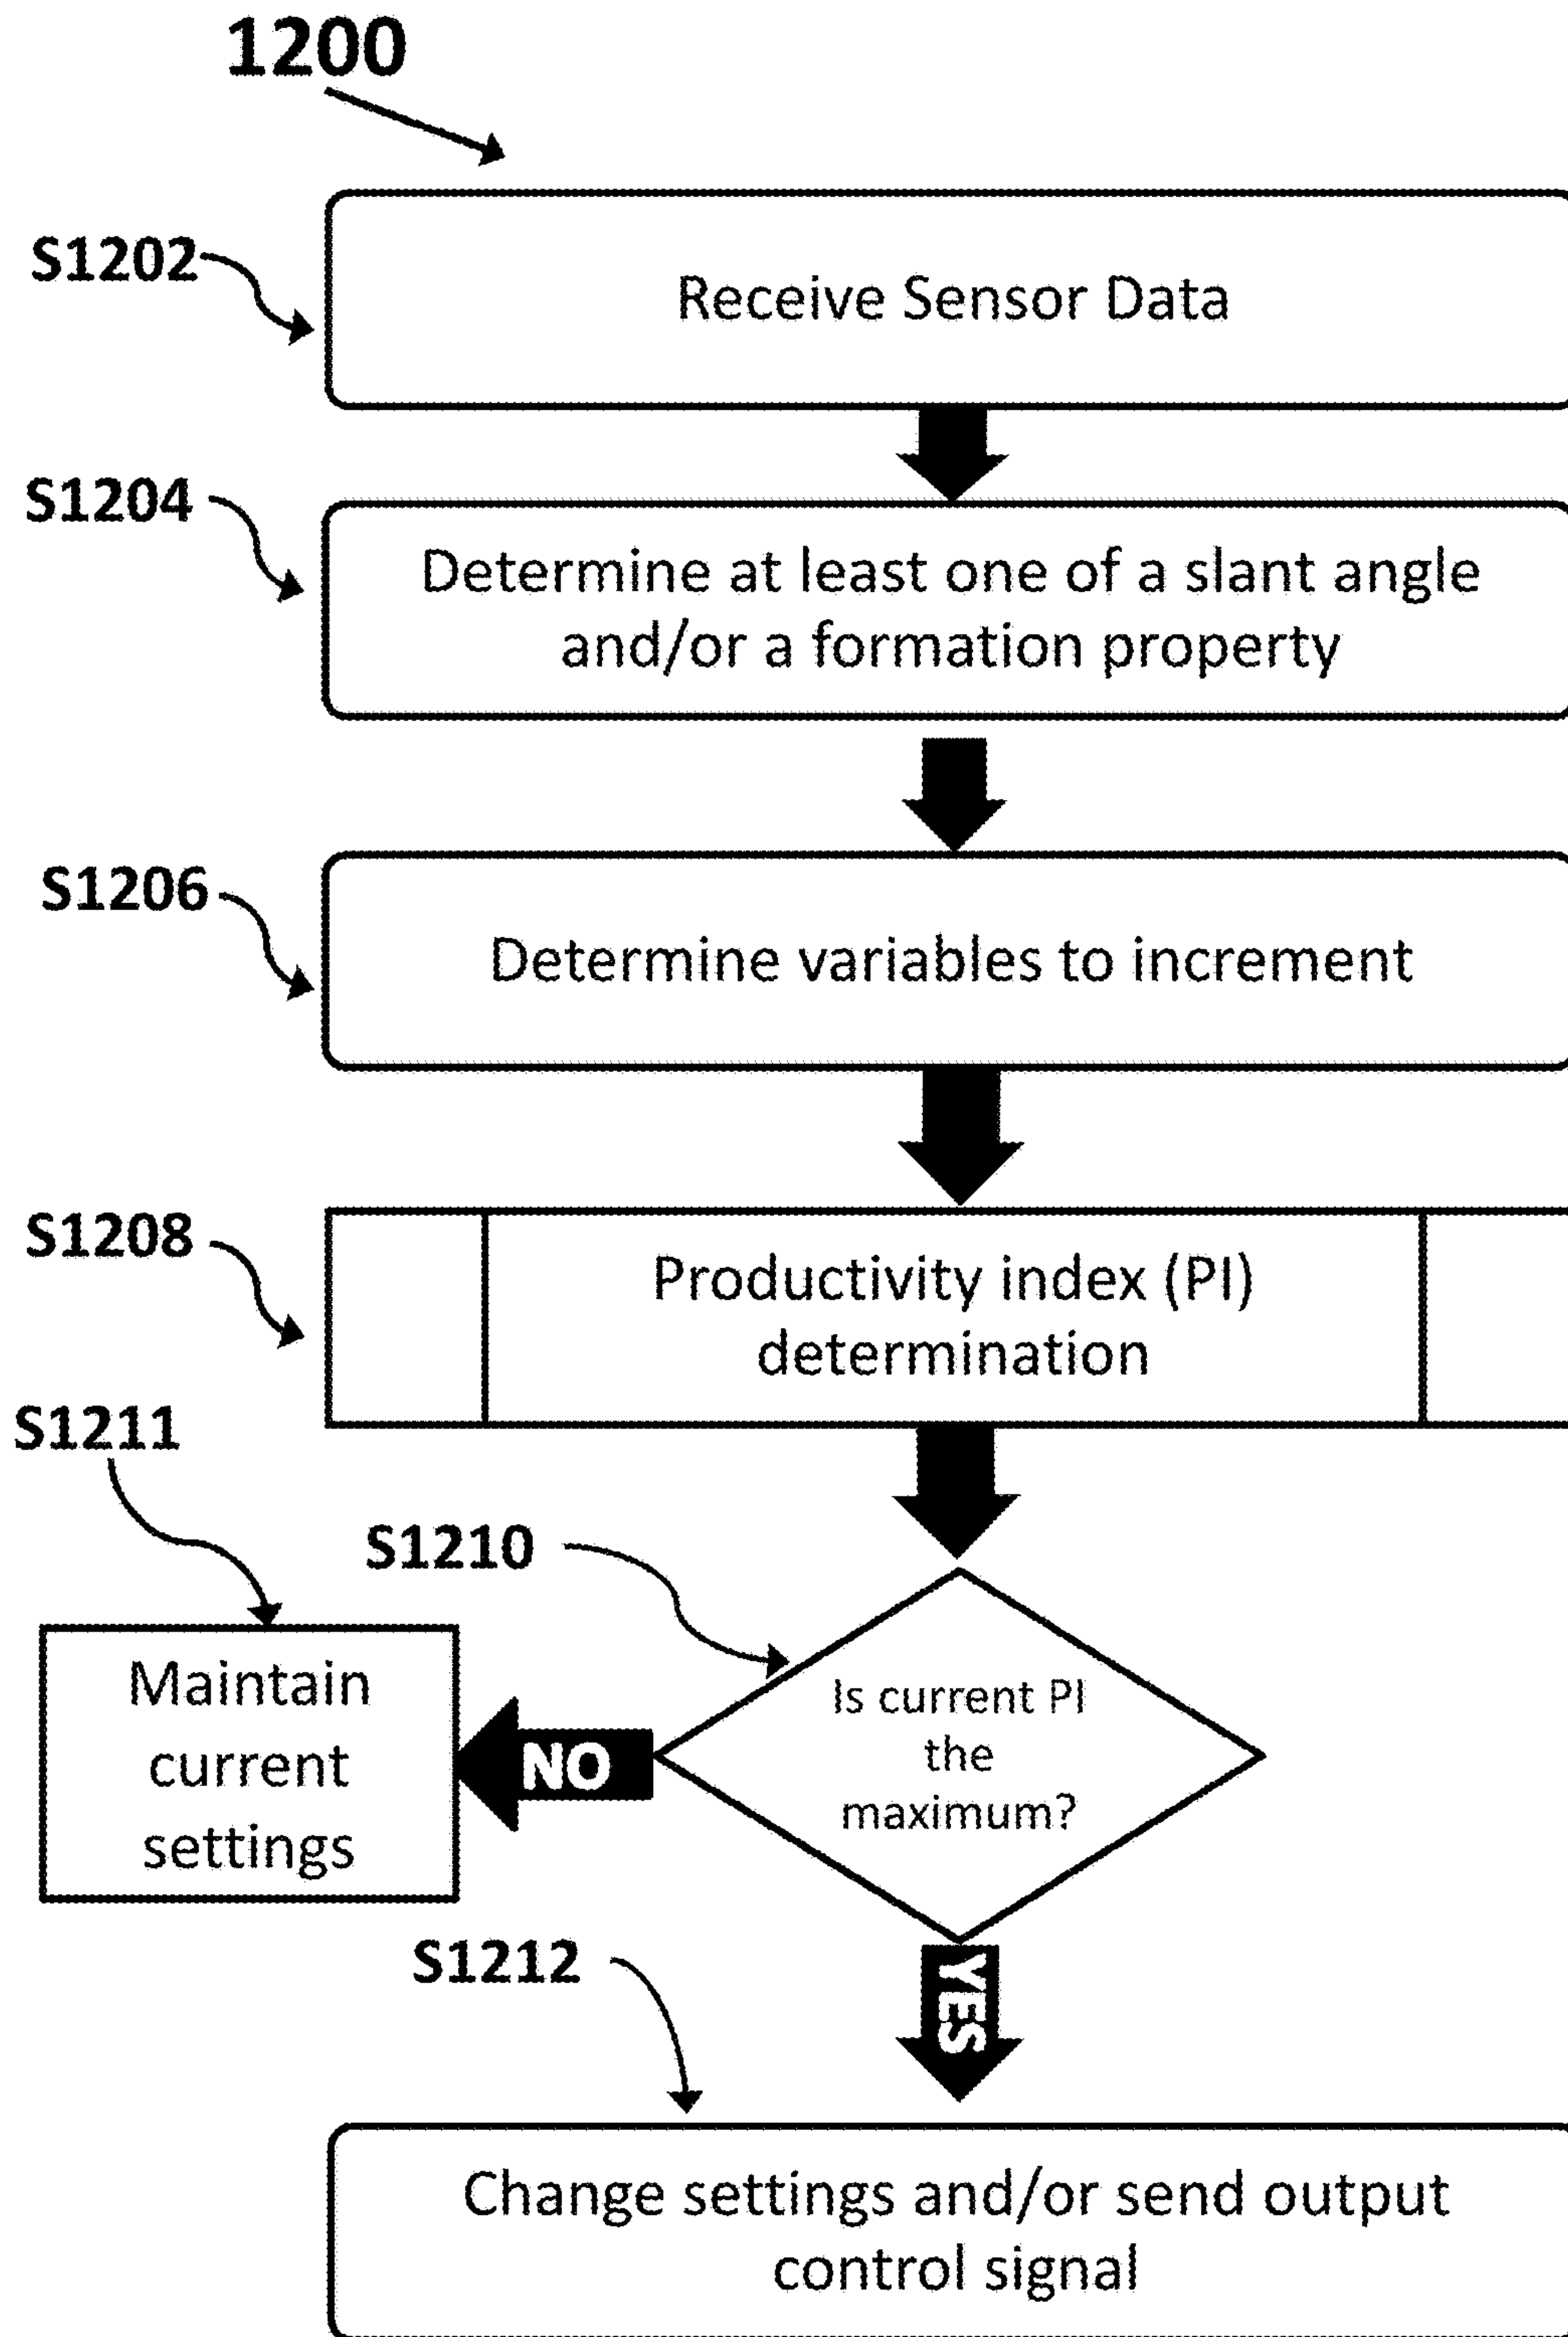 1200
S1202
Receive Sensor Data
S1204
Determine at least one of a slant angle
and/or a formation property
S1206
Determine variables to increment
S1208
Productivity index (PI)
determination
S1211
S1210
Maintain
current
settings
NO
Is current PI
the
maximum?
YES
S1212
Change settings and/or send output
control signal